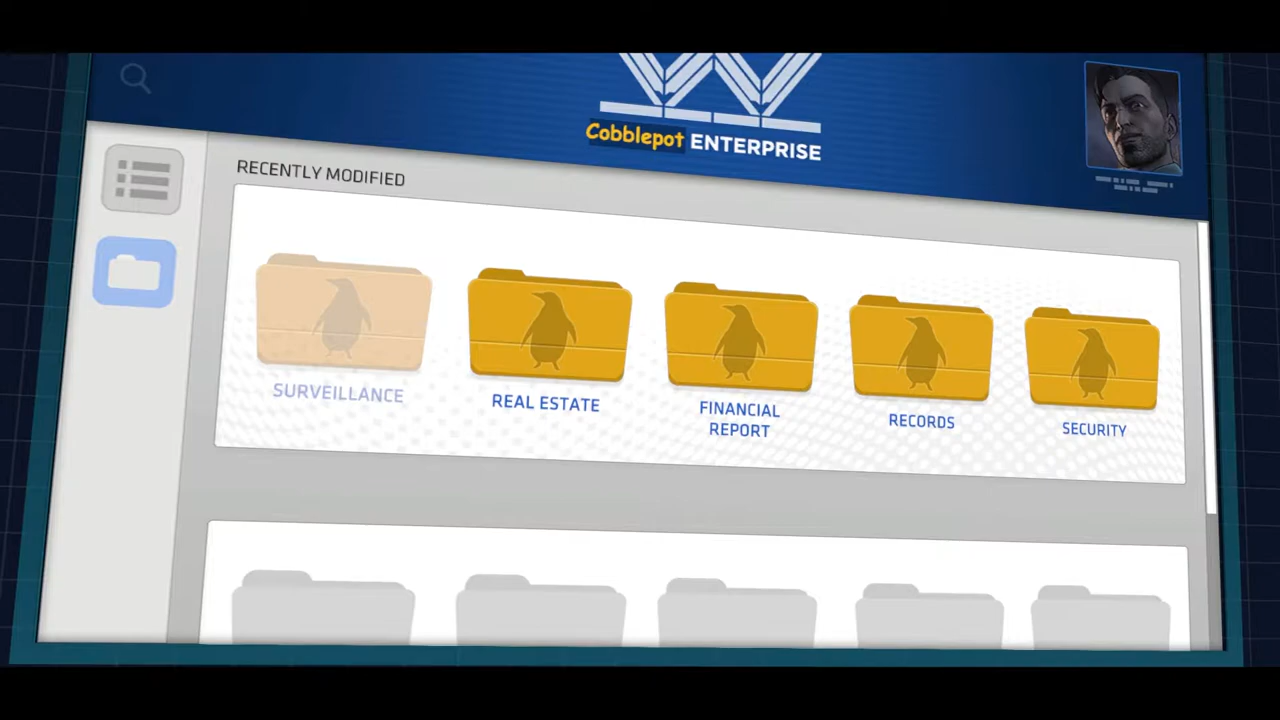 Cobblepot ENTERPRISE
RECENTLY MODIFIED
SURVEILLANCE
REAL ESTATE
FINANCIAL
REPORT
RECORDS
SECURITY